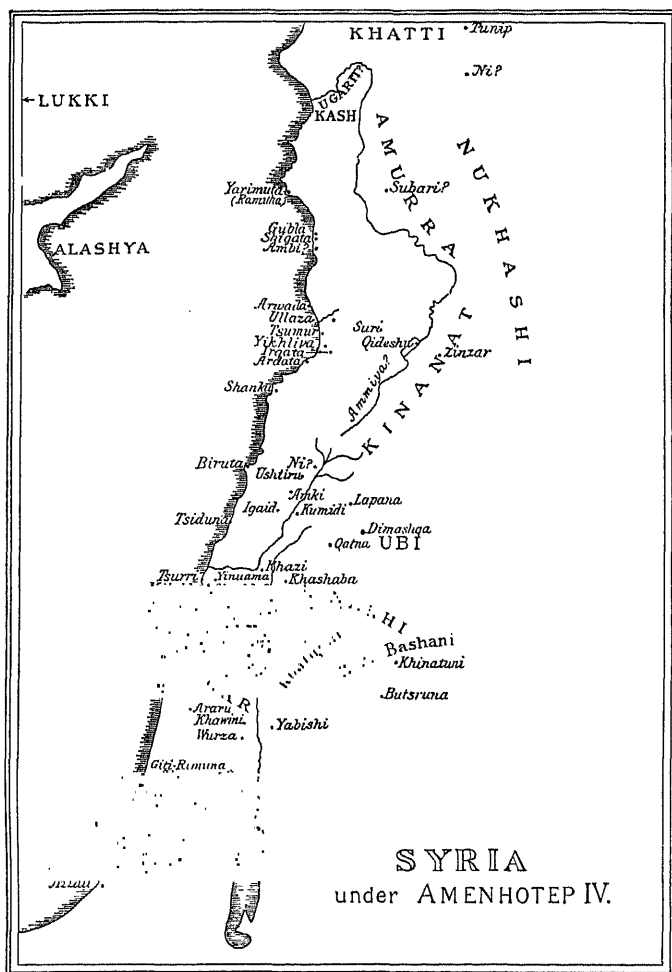 KHATTI
Tunip
Ni?
← LUKKI
UGARIT?
KASH
AMURRA
NUKHASHI
Subari?
Yarimuta
(Ramitha)
Gubla
Shigata
Ambi?
ALASHYA
Arwada
Ullaza
Tsumur
Yikhliya
Irqata
Ardata
Suri
Qideshu
Zinzar
Ammiya?
KINANAT
Shanku
Biruta
Ni?
Ushtiru
Amki
Igaid
Kumidi
Lapana
Tsiduna
Dimashqa
Qatna
UBI
Tsurri
Yinuama
Khazi
Khashaba
HI
Bashani
Khinatuni
Butsruna
R
Araru
Khawini
Wurza
Yabishi
Giti-Rimuna
SYRIA
under AMENHOTEP IV.